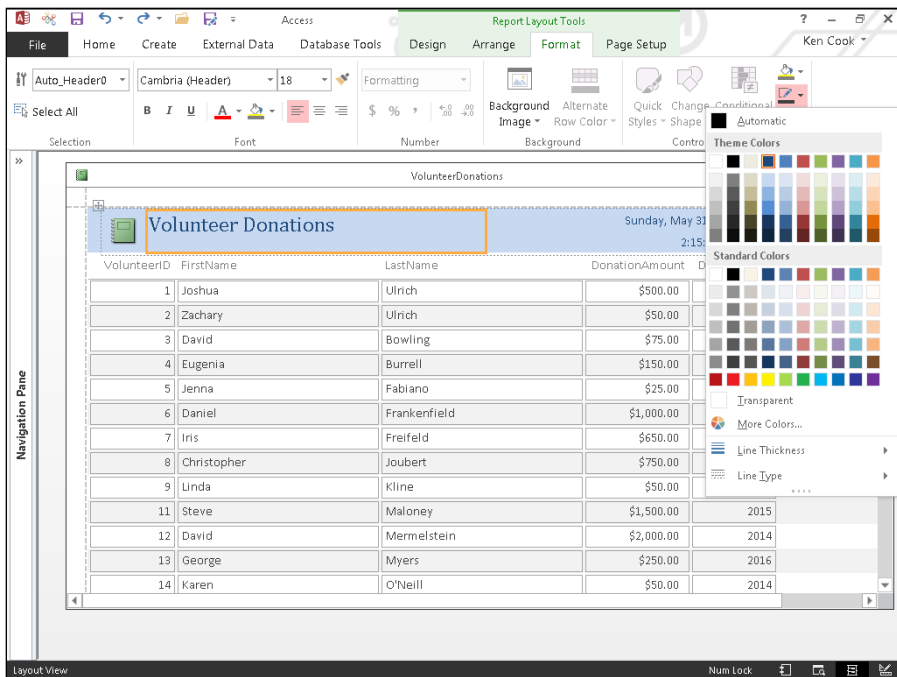 Access
Report Layout Tools
?
File Home Create External Data Database Tools Design Arrange Format Page Setup Ken Cook
Auto_Header0 Cambria (Header) 18 Formatting
Select All B I U A $ % , Background Image Alternate Row Color Quick Styles Change Shape Conditional
Selection Font Number Background Contro
Automatic
Theme Colors
Standard Colors
Transparent
More Colors...
Line Thickness
Line Type
»
Navigation Pane
VolunteerDonations
Volunteer Donations Sunday, May 31
2:15:
VolunteerID FirstName LastName DonationAmount D
1 Joshua Ulrich $500.00
2 Zachary Ulrich $50.00
3 David Bowling $75.00
4 Eugenia Burrell $150.00
5 Jenna Fabiano $25.00
6 Daniel Frankenfield $1,000.00
7 Iris Freifeld $650.00
8 Christopher Joubert $750.00
9 Linda Kline $50.00
11 Steve Maloney $1,500.00 2015
12 David Mermelstein $2,000.00 2014
13 George Myers $250.00 2016
14 Karen O'Neill $50.00 2014
Layout View Num Lock